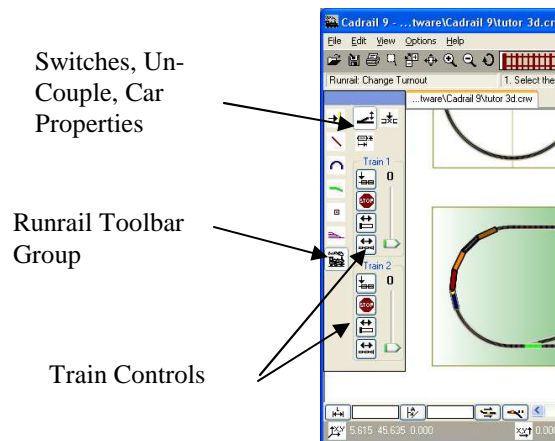 Cadrail 9 - ...tware\Cadrail 9\tutor 3d.cr
File Edit View Options Help
Runrail: Change Turnout
1. Select the
...tware\Cadrail 9\tutor 3d.crw
Switches, Un-
Couple, Car
Properties
Train 1
0
STOP
Runrail Toolbar
Group
Train 2
0
STOP
Train Controls
5.615 45.635 0.000
X,Y
0.00